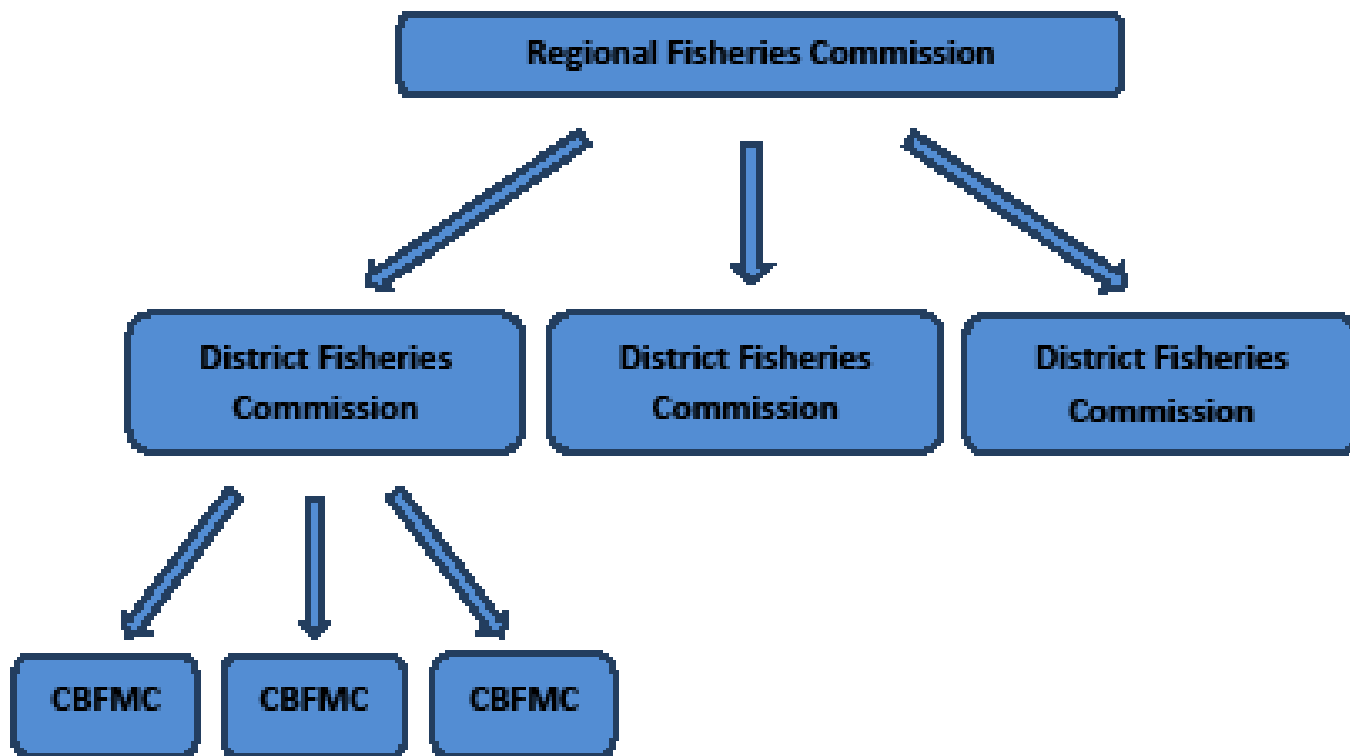 Regional Fisheries Commission
District Fisheries
Commission
District Fisheries
Commission
District Fisheries
Commission
CBFMC
CBFMC
CBFMC